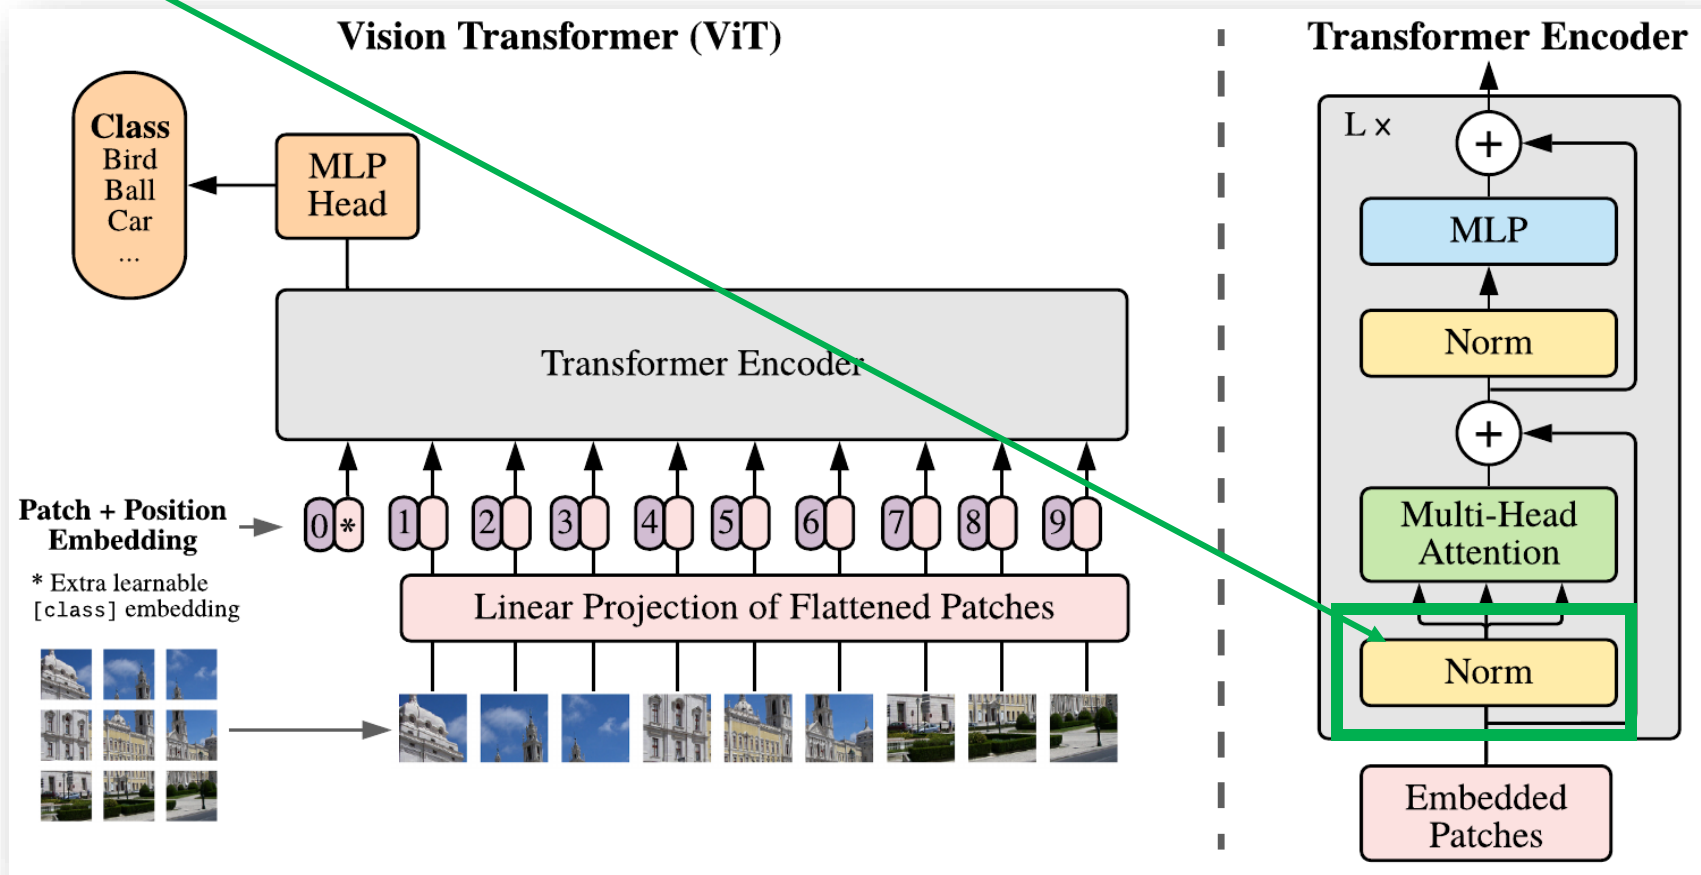 Vision Transformer (ViT)
Class
Bird
Ball
Car
...
MLP
Head
Transformer Encoder
Patch + Position
Embedding
0 * 1 2 3 4 5 6 7 8 9
* Extra learnable
[class] embedding
Linear Projection of Flattened Patches
Transformer Encoder
L ×
+
MLP
Norm
+
Multi-Head
Attention
Norm
Embedded
Patches